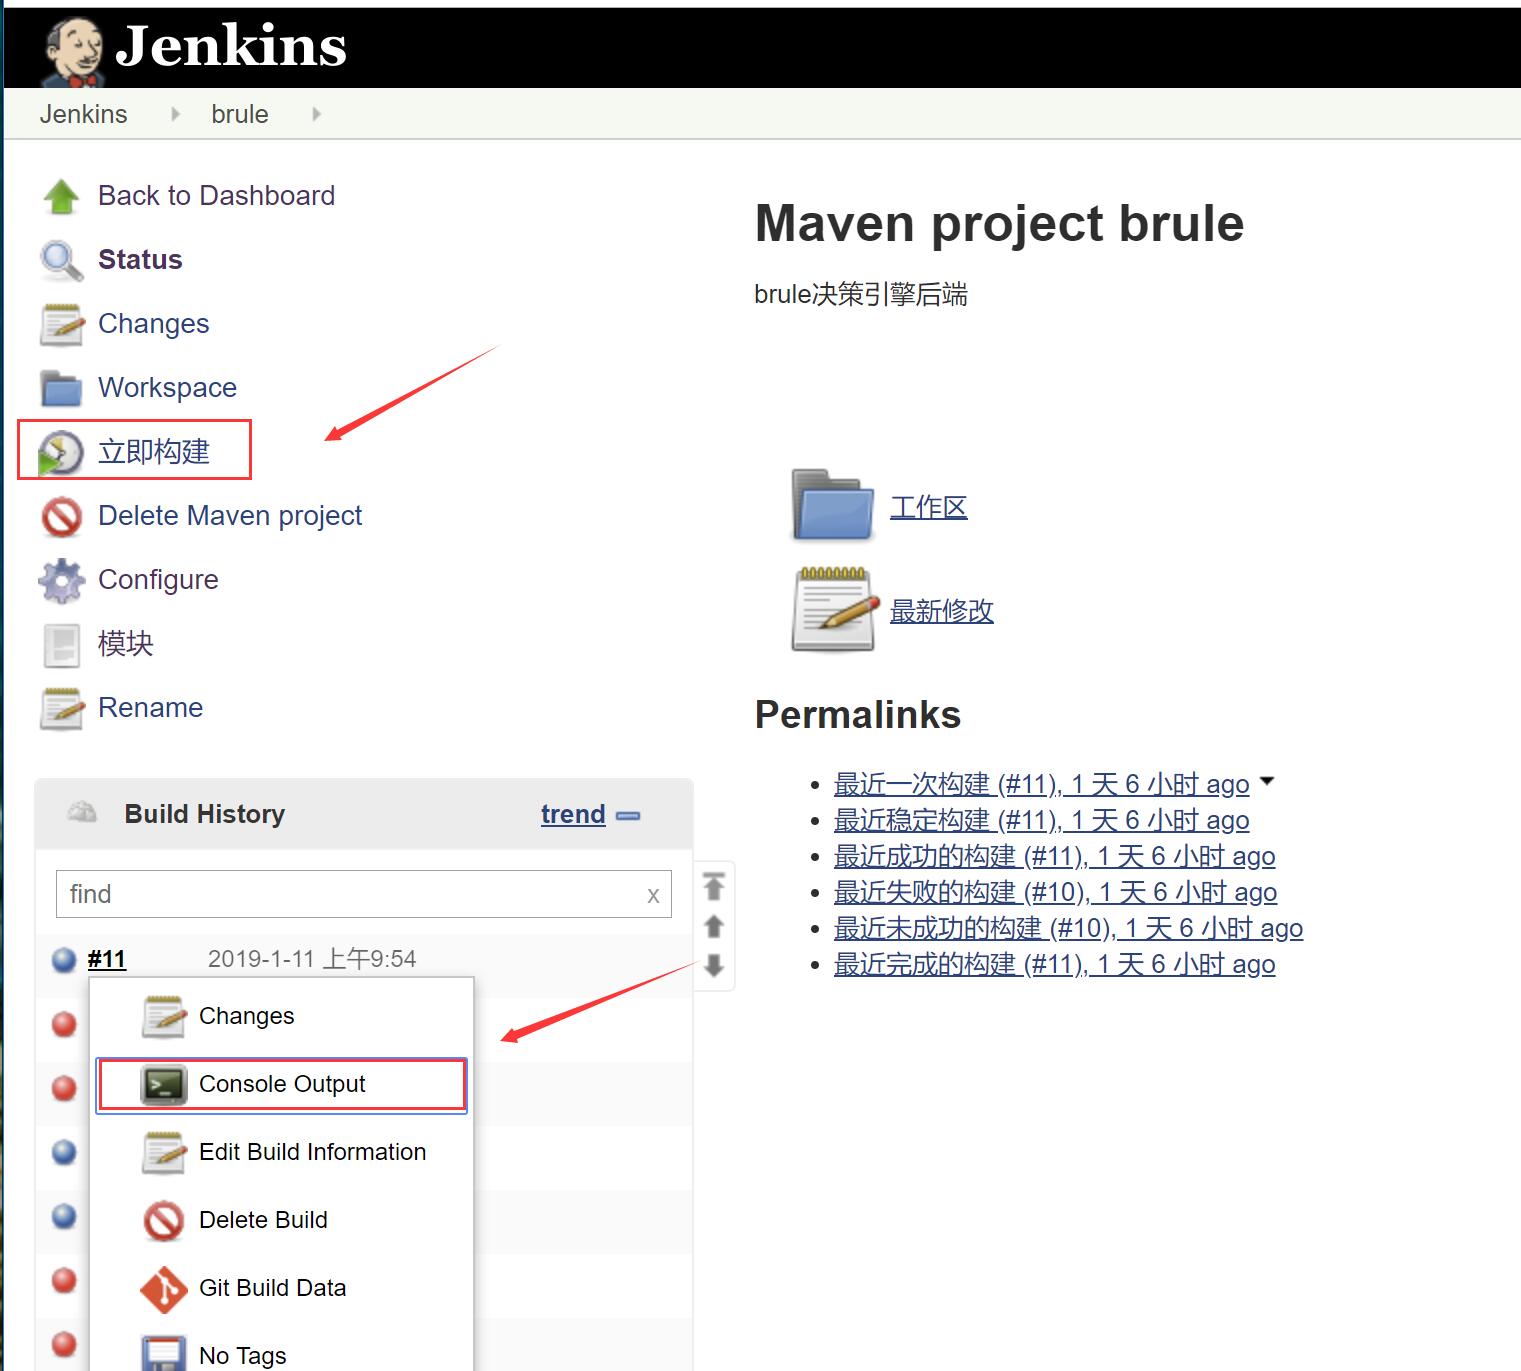 Jenkins
Jenkins brule
Back to Dashboard
Status
Changes
Workspace
立即构建
Delete Maven project
Configure
模块
Rename
Build History trend
find x
#11 2019-1-11 上午9:54
Changes
Console Output
Edit Build Information
Delete Build
Git Build Data
No Tags
Maven project brule
brule决策引擎后端
工作区
最新修改
Permalinks
最近一次构建 (#11), 1 天 6 小时 ago
最近稳定构建 (#11), 1 天 6 小时 ago
最近成功的构建 (#11), 1 天 6 小时 ago
最近失败的构建 (#10), 1 天 6 小时 ago
最近未成功的构建 (#10), 1 天 6 小时 ago
最近完成的构建 (#11), 1 天 6 小时 ago